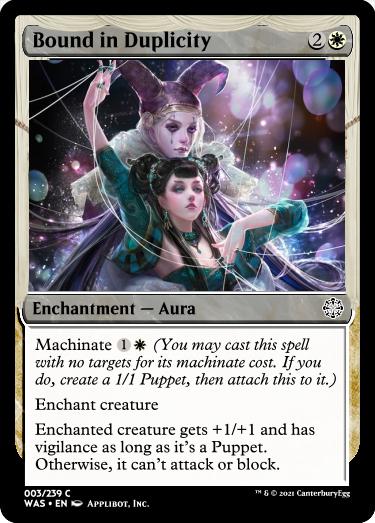 Bound in Duplicity 2
Enchantment — Aura
Machinate 1 (You may cast this spell
with no targets for its machinate cost. If you
do, create a 1/1 Puppet, then attach this to it.)
Enchant creature
Enchanted creature gets +1/+1 and has
vigilance as long as it's a Puppet.
Otherwise, it can't attack or block.
003/239 C
WAS • EN APPLIBOT, INC.
™ & © 2021 CanterburyEgg